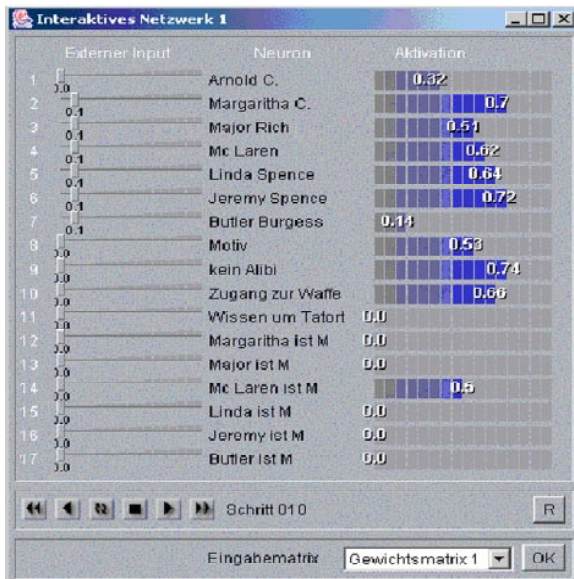 Interaktives Netzwerk 1
Externer Input Neuron Aktivation
1 0.0 Arnold C. 0.32
2 0.1 Margaritha C. 0.7
3 0.1 Major Rich 0.51
4 0.1 Mc Laren 0.62
5 0.1 Linda Spence 0.64
6 0.1 Jeremy Spence 0.72
7 0.1 Butler Burgess 0.14
8 0.0 Motiv 0.53
9 0.0 kein Alibi 0.74
10 0.0 Zugang zur Waffe 0.66
11 0.0 Wissen um Tatort 0.0
12 0.0 Margaritha ist M 0.0
13 0.0 Major ist M 0.0
14 0.0 Mc Laren ist M 0.5
15 0.0 Linda ist M 0.0
16 0.0 Jeremy ist M 0.0
17 0.0 Butler ist M 0.0
Schritt 010 R
Eingabematrix Gewichtsmatrix 1 OK